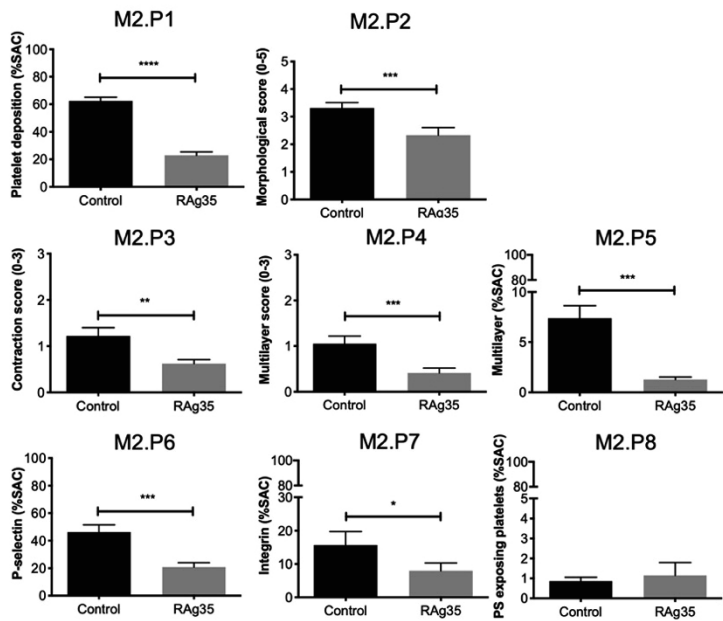 M2.P1
Platelet deposition (%SAC)
100
80
60
40
20
0
****
Control
RAg35
M2.P2
Morphological score (0-5)
5
4
3
2
1
0
***
Control
RAg35
M2.P3
Contraction score (0-3)
3
2
1
0
**
Control
RAg35
M2.P4
Multilayer score (0-3)
3
2
1
0
***
Control
RAg35
M2.P5
Multilayer (%SAC)
100
80
10
5
0
***
Control
RAg35
M2.P6
P-selectin (%SAC)
100
80
60
40
20
0
***
Control
RAg35
M2.P7
Integrin (%SAC)
100
80
30
20
10
0
*
Control
RAg35
M2.P8
PS exposing platelets (%SAC)
100
80
5
4
3
2
1
0
Control
RAg35